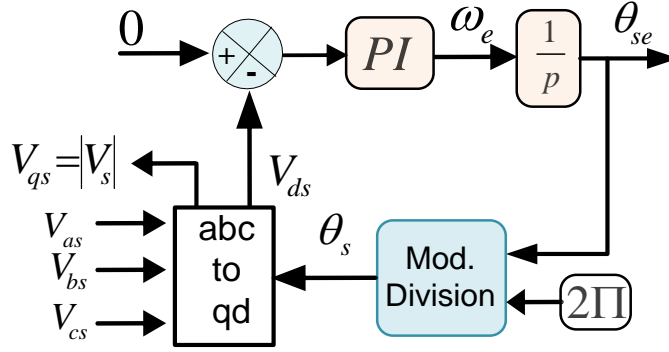 0
+
-
PI
ω_e
1/p
θ_se
V_qs=|V_s|
V_ds
V_as
V_bs
V_cs
abc
to
qd
θ_s
Mod.
Division
2Π